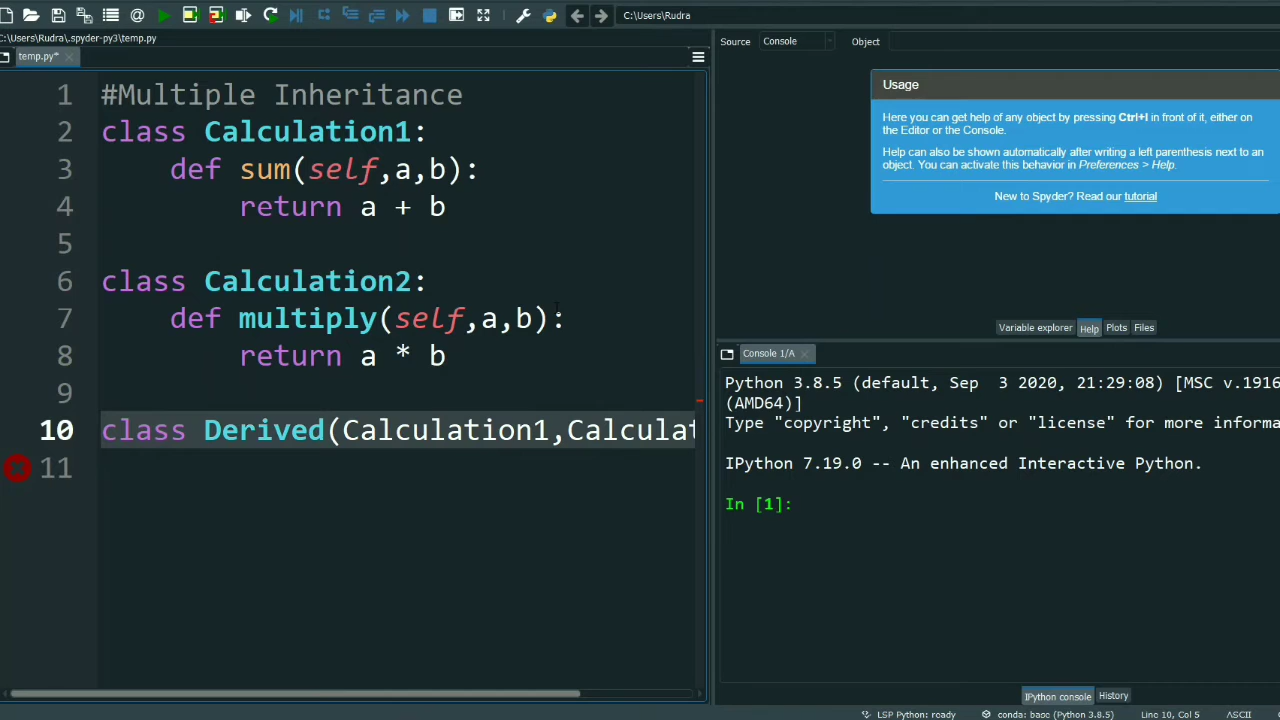 C:\Users\Rudra
C:\Users\Rudra\.spyder-py3\temp.py
temp.py*
Source Console Object
Usage
Here you can get help of any object by pressing Ctrl+I in front of it, either on
the Editor or the Console.
Help can also be shown automatically after writing a left parenthesis next to an
object. You can activate this behavior in Preferences > Help.
New to Spyder? Read our tutorial
1 #Multiple Inheritance
2 class Calculation1:
3 def sum(self,a,b):
4 return a + b
5
6 class Calculation2:
7 def multiply(self,a,b):
8 return a * b
9
10 class Derived(Calculation1,Calculat
11
Variable explorer Help Plots Files
Console 1/A
Python 3.8.5 (default, Sep 3 2020, 21:29:08) [MSC v.1916
(AMD64)]
Type "copyright", "credits" or "license" for more informa
IPython 7.19.0 -- An enhanced Interactive Python.
In [1]:
IPython console History
LSP Python: ready conda: base (Python 3.8.5) Line 10, Col 5 ASCII